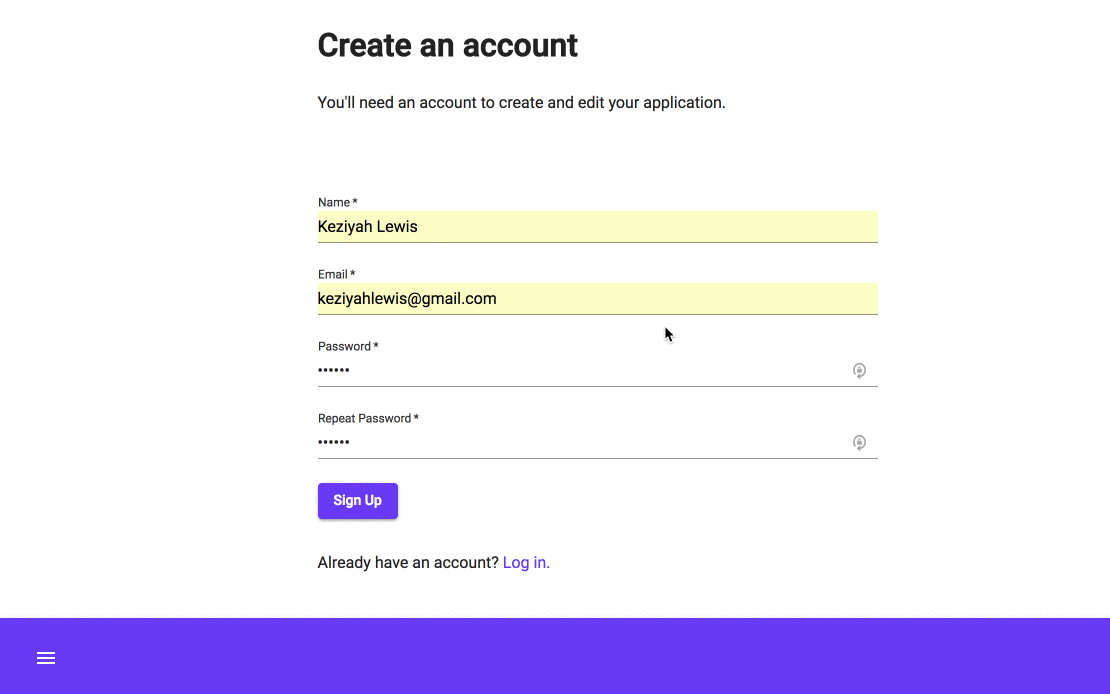 Create an account
You'll need an account to create and edit your application.
Name *
Keziyah Lewis
Email *
keziyahlewis@gmail.com
Password *
••••••
Repeat Password *
••••••
Sign Up
Already have an account? Log in.